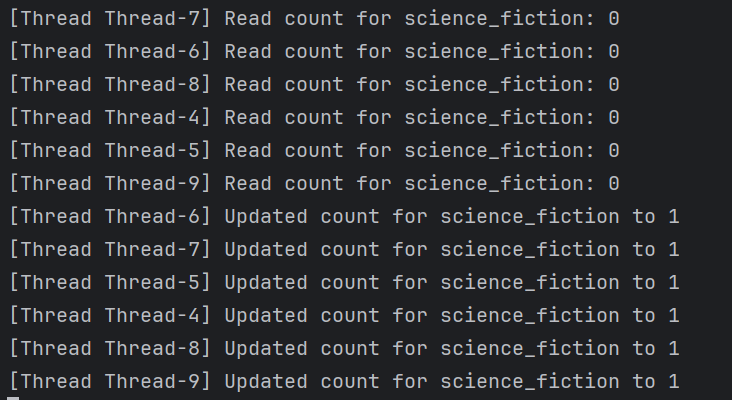 [Thread Thread-7] Read count for science_fiction: 0
[Thread Thread-6] Read count for science_fiction: 0
[Thread Thread-8] Read count for science_fiction: 0
[Thread Thread-4] Read count for science_fiction: 0
[Thread Thread-5] Read count for science_fiction: 0
[Thread Thread-9] Read count for science_fiction: 0
[Thread Thread-6] Updated count for science_fiction to 1
[Thread Thread-7] Updated count for science_fiction to 1
[Thread Thread-5] Updated count for science_fiction to 1
[Thread Thread-4] Updated count for science_fiction to 1
[Thread Thread-8] Updated count for science_fiction to 1
[Thread Thread-9] Updated count for science_fiction to 1